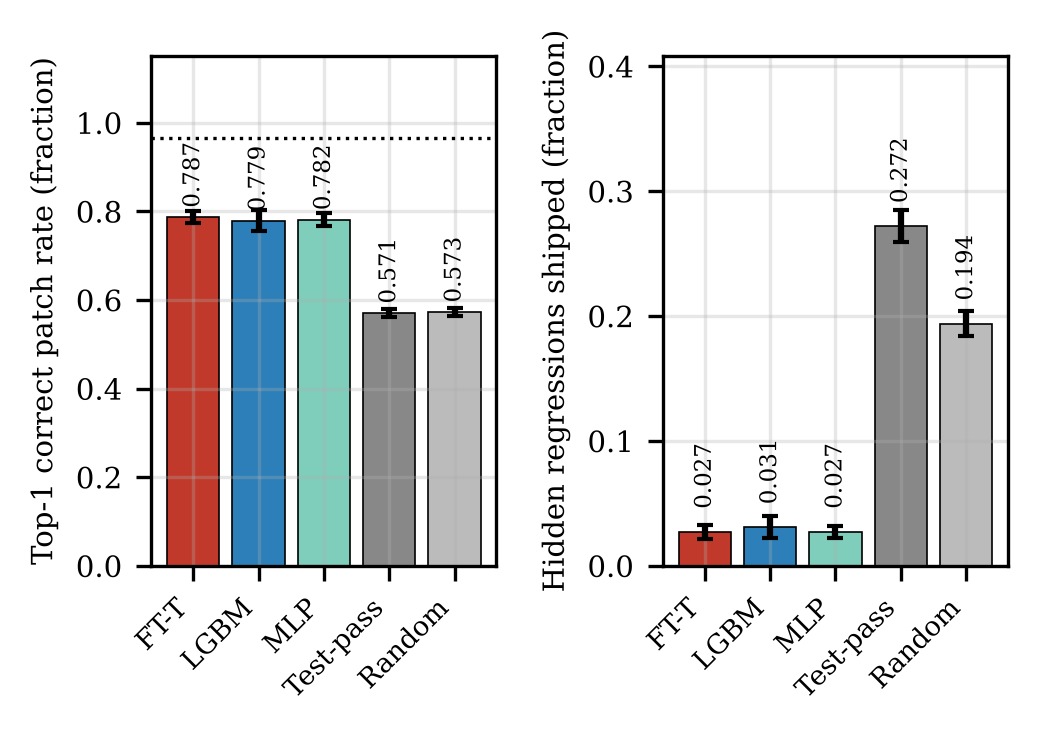 Top-1 correct patch rate (fraction)
1.0
0.8
0.6
0.4
0.2
0.0
0.787
0.779
0.782
0.571
0.573
FT-T
LGBM
MLP
Test-pass
Random
Hidden regressions shipped (fraction)
0.4
0.3
0.2
0.1
0.0
0.027
0.031
0.027
0.272
0.194
FT-T
LGBM
MLP
Test-pass
Random